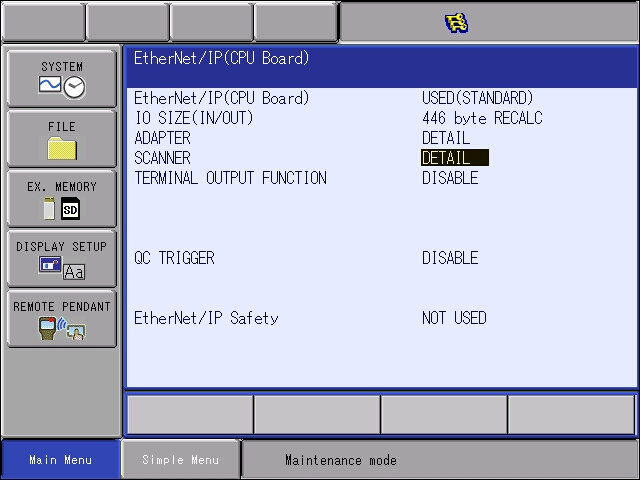 EtherNet/IP(CPU Board)
SYSTEM
FILE
EX. MEMORY
SD
DISPLAY SETUP
Aa
REMOTE PENDANT
EtherNet/IP(CPU Board) USED(STANDARD)
IO SIZE(IN/OUT) 446 byte RECALC
ADAPTER DETAIL
SCANNER DETAIL
TERMINAL OUTPUT FUNCTION DISABLE
QC TRIGGER DISABLE
EtherNet/IP Safety NOT USED
Main Menu
Simple Menu
Maintenance mode